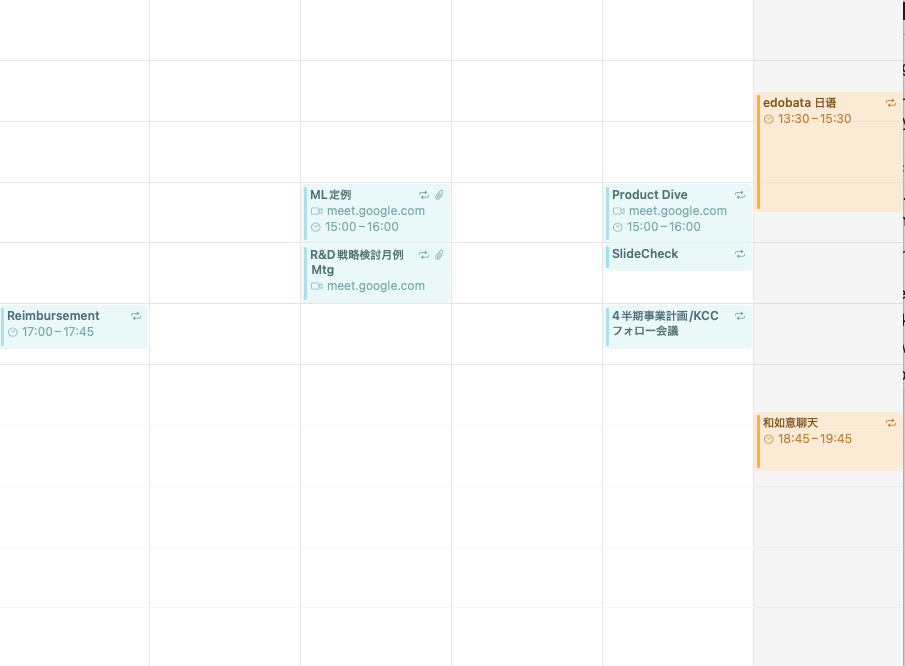 edobata 日语
13:30–15:30
ML定例
meet.google.com
15:00–16:00
Product Dive
meet.google.com
15:00–16:00
R&D戦略検討月例
Mtg
meet.google.com
SlideCheck
Reimbursement
17:00–17:45
4半期事業計画/KCC
フォロー会議
和如意聊天
18:45–19:45